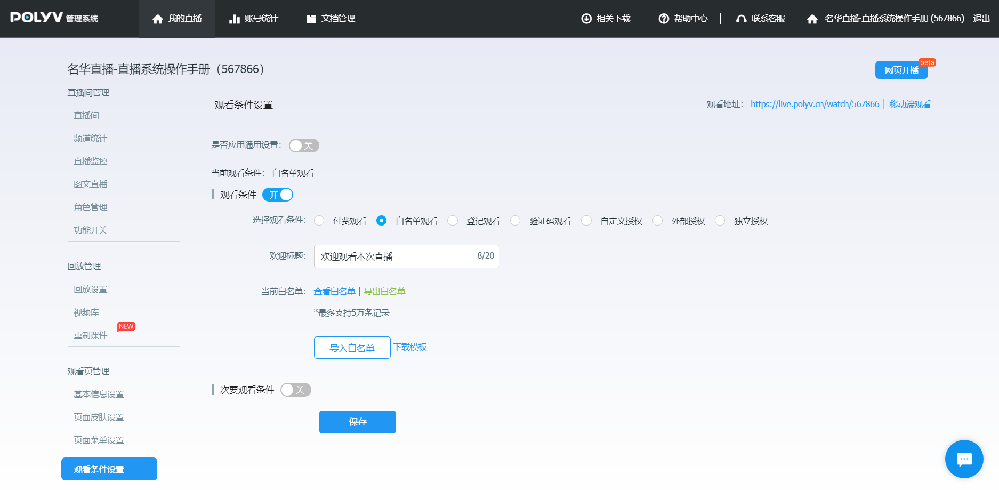 POLYV 管理系统
我的直播
账号统计
文档管理
相关下载
帮助中心
联系客服
名华直播-直播系统操作手册 (567866)
退出
名华直播-直播系统操作手册（567866）
网页开播
beta
直播间管理
直播间
频道统计
直播监控
图文直播
角色管理
功能开关
回放管理
回放设置
视频库
重制课件
NEW
观看页管理
基本信息设置
页面皮肤设置
页面菜单设置
观看条件设置
观看条件设置
观看地址： https://live.polyv.cn/watch/567866 | 移动端观看
是否应用通用设置： 关
当前观看条件： 白名单观看
观看条件 开
选择观看条件： 付费观看 白名单观看 登记观看 验证码观看 自定义授权 外部授权 独立授权
欢迎标题： 欢迎观看本次直播 8/20
当前白名单： 查看白名单 | 导出白名单
*最多支持5万条记录
导入白名单 下载模板
次要观看条件 关
保存